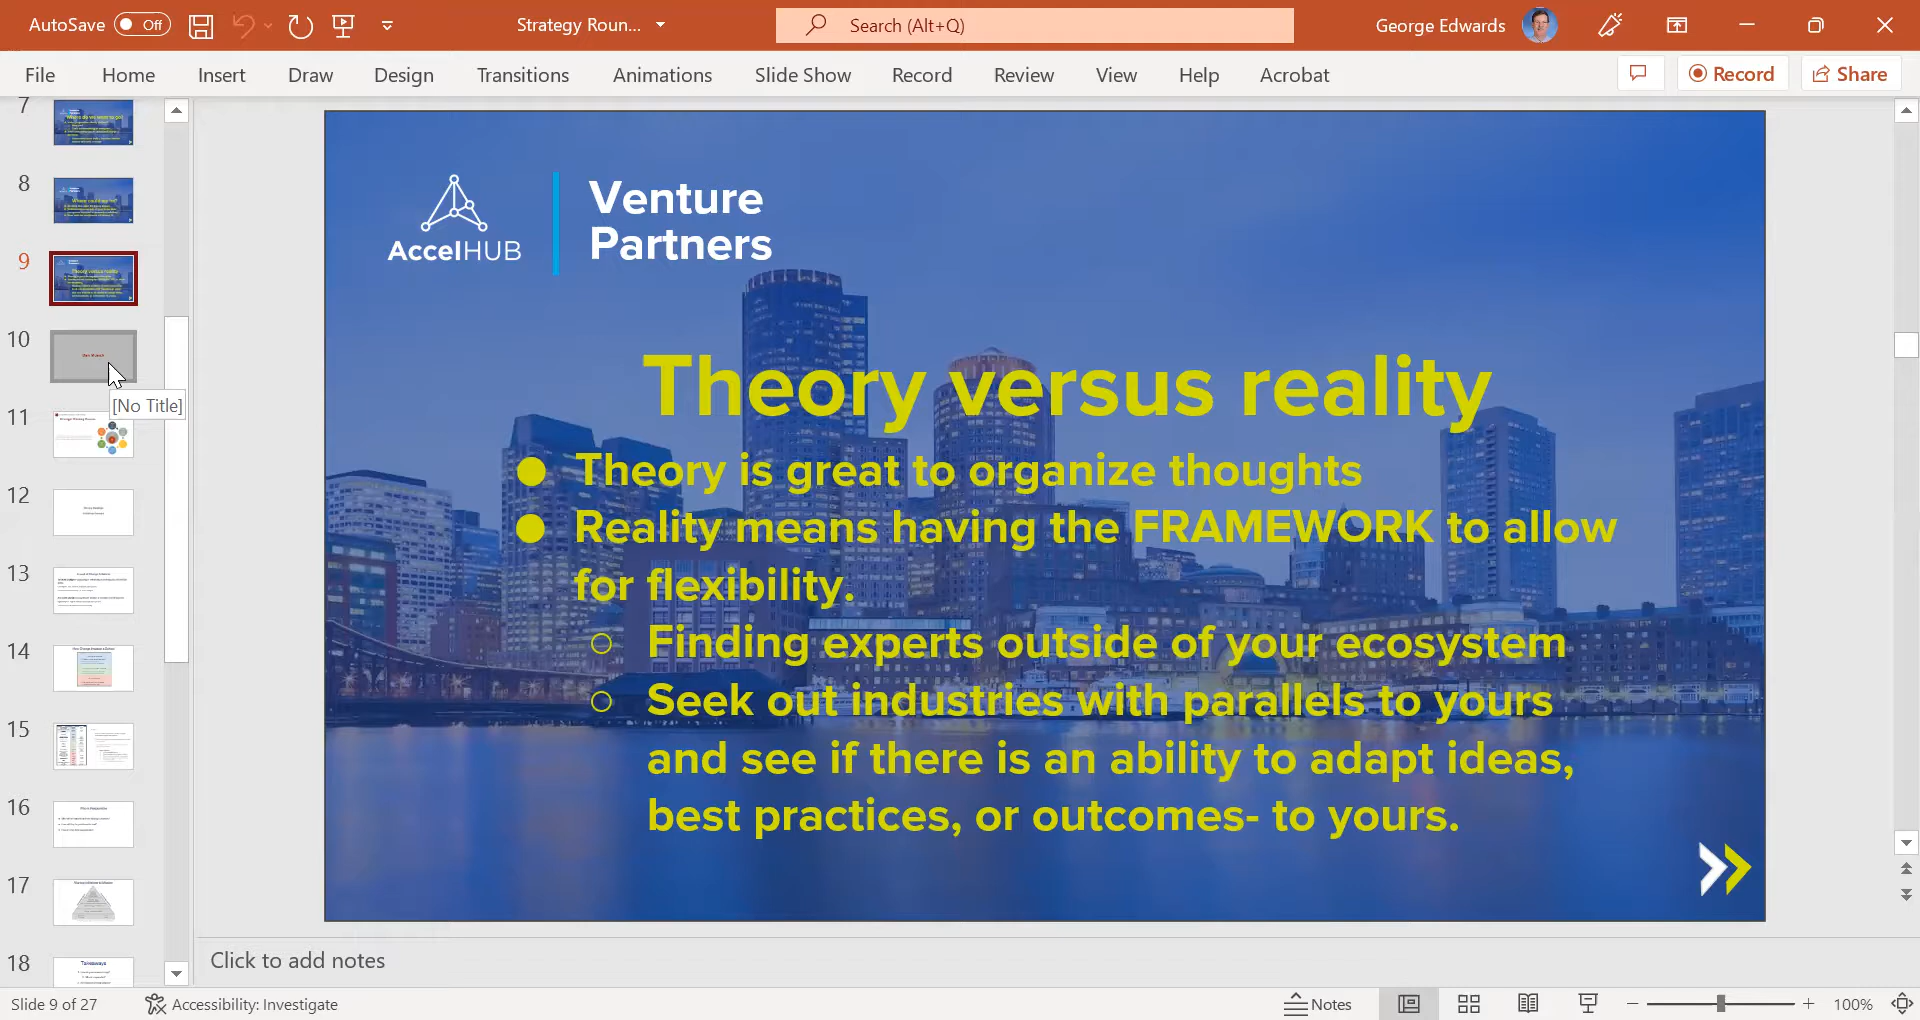 AutoSave Off
Strategy Roun...
Search (Alt+Q)
George Edwards
File Home Insert Draw Design Transitions Animations Slide Show Record Review View Help Acrobat
Record
Share
7
8
9
10
[No Title]
11
12
13
14
15
16
17
18
Takeaways
AccelHUB
Venture
Partners
Theory versus reality
● Theory is great to organize thoughts
● Reality means having the FRAMEWORK to allow
for flexibility.
○ Finding experts outside of your ecosystem
○ Seek out industries with parallels to yours
and see if there is an ability to adapt ideas,
best practices, or outcomes- to yours.
Click to add notes
Slide 9 of 27
Accessibility: Investigate
Notes
100%